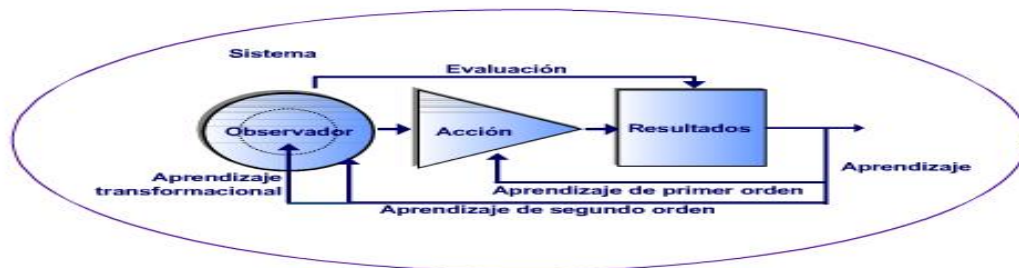 Sistema
Evaluación
Observador
Acción
Resultados
Aprendizaje
Aprendizaje
transformacional
Aprendizaje de primer orden
Aprendizaje de segundo orden